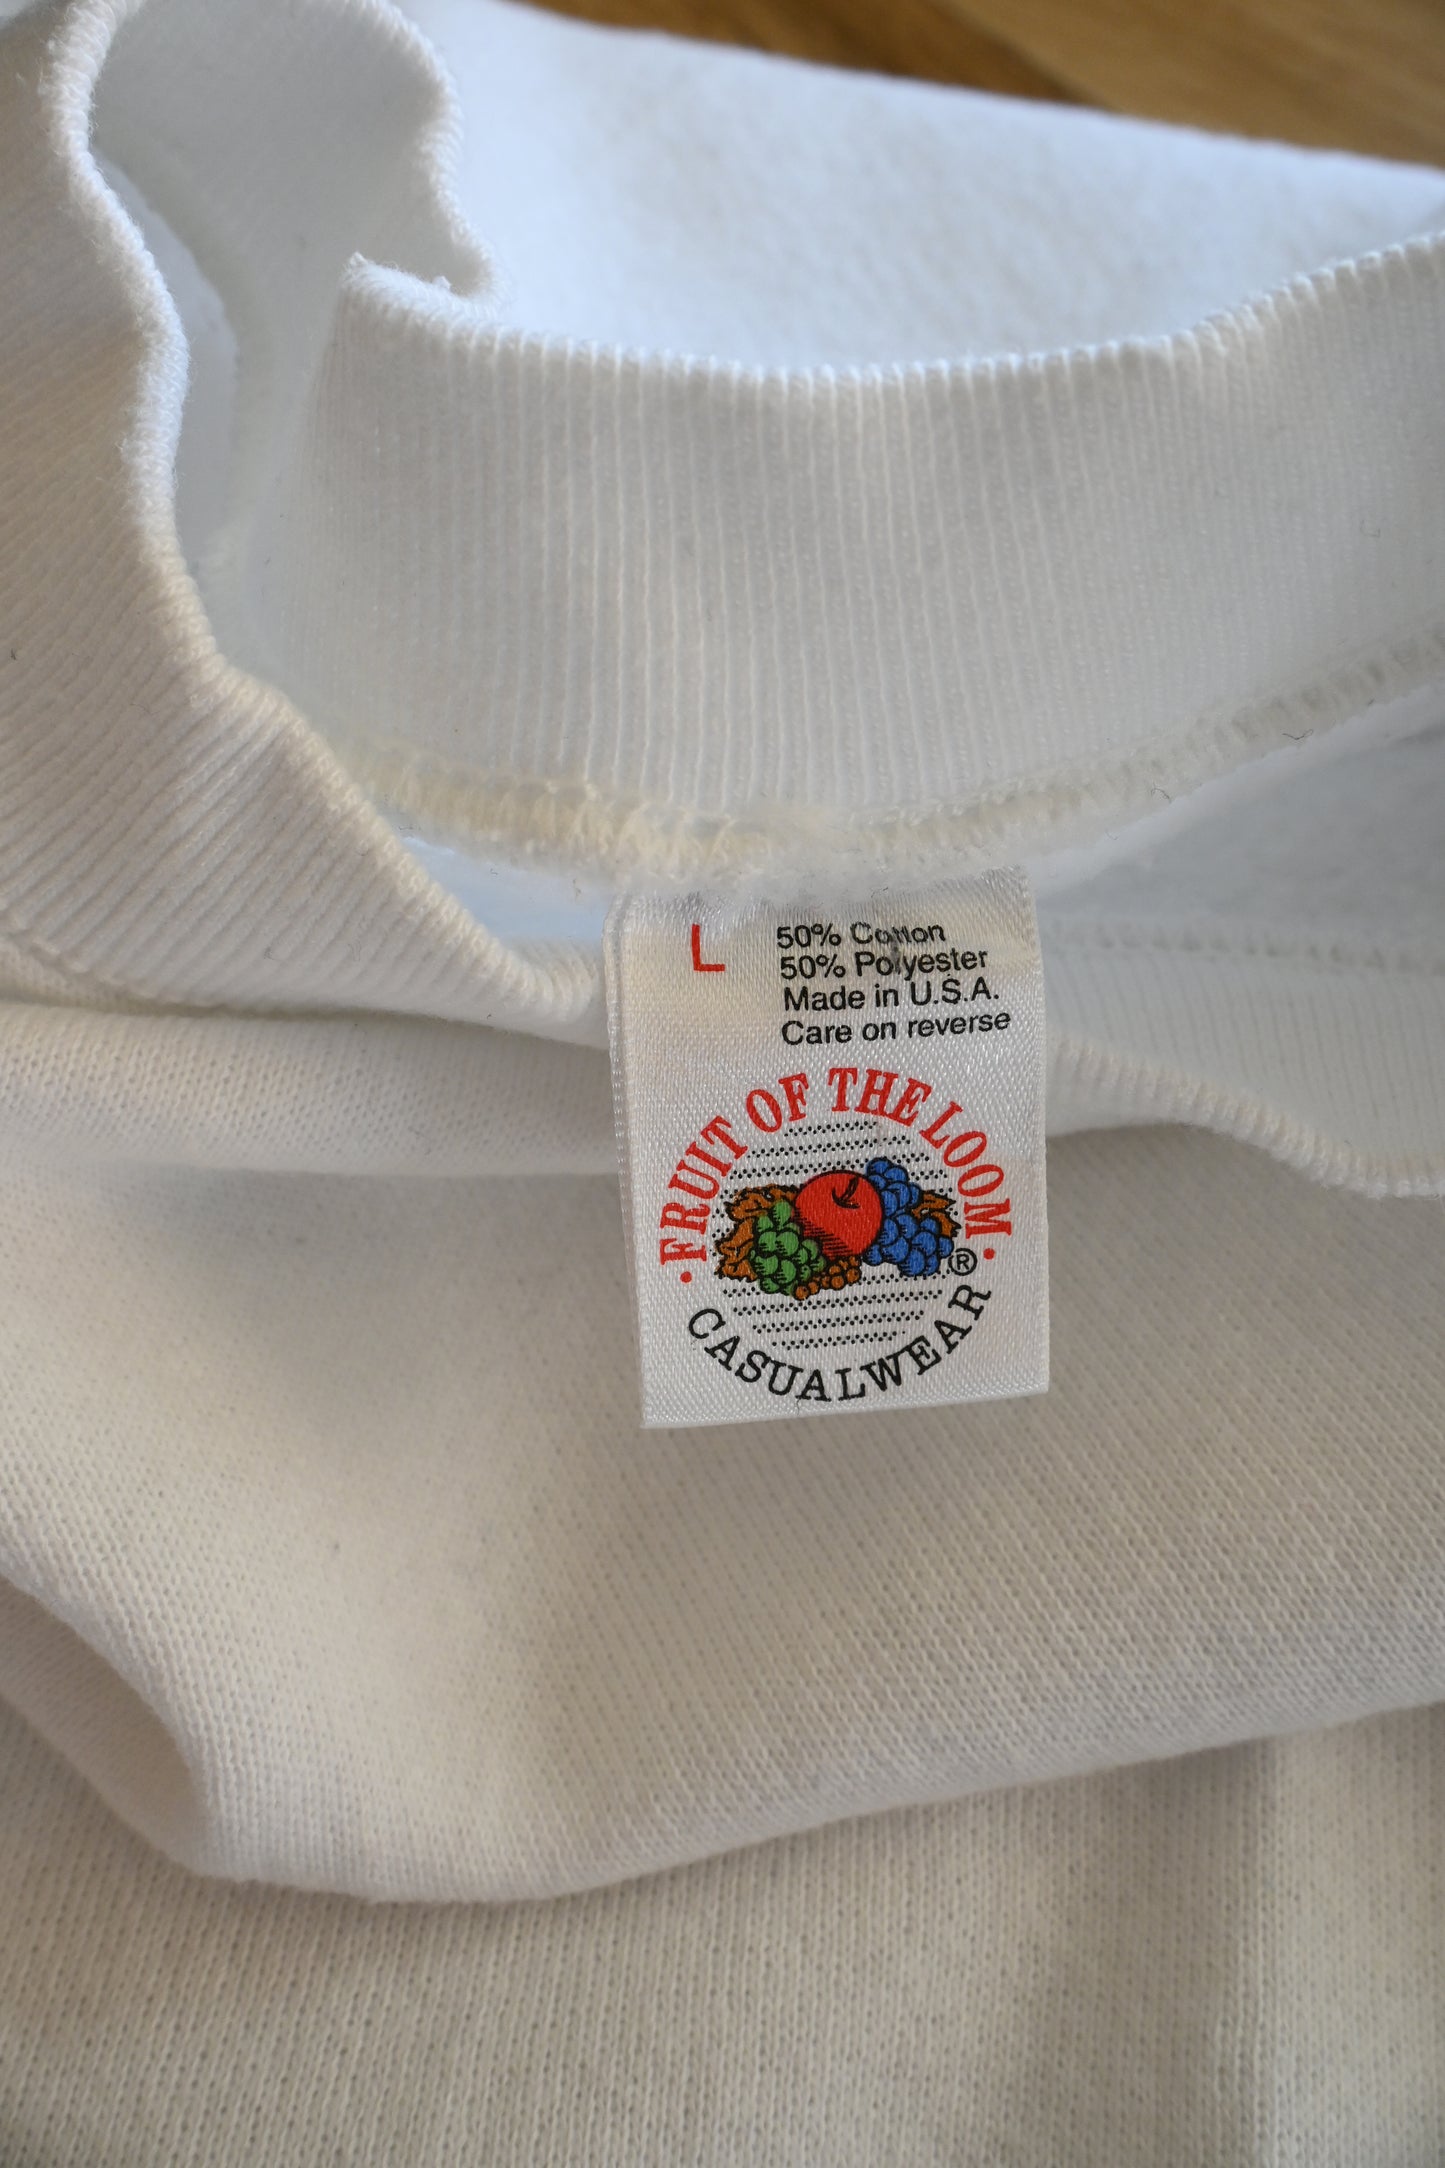 L
50% Cotton
50% Polyester
Made in U.S.A.
Care on reverse
· FRUIT OF THE LOOM ·
®
CASUALWEAR